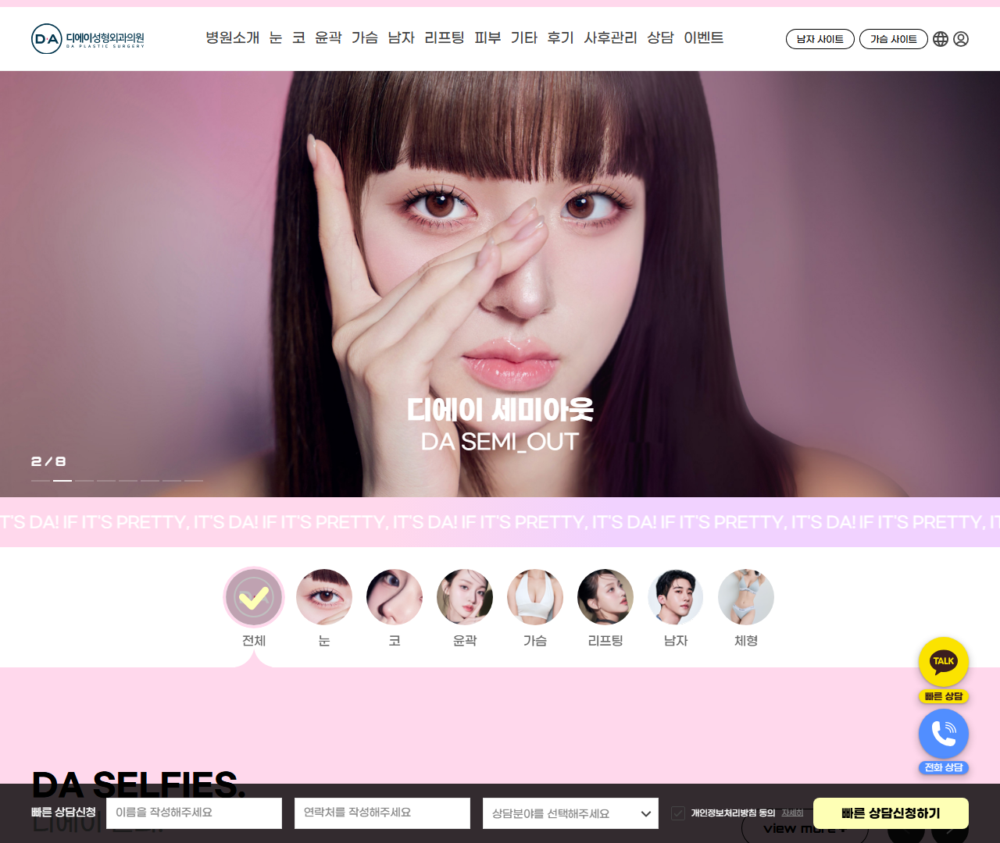 D·A 디에이성형외과의원
DA PLASTIC SURGERY
병원소개 눈 코 윤곽 가슴 남자 리프팅 피부 기타 후기 사후관리 상담 이벤트
남자 사이트 가슴 사이트
디에이 세미아웃
DA SEMI_OUT
2 / 8
T'S DA! IF IT'S PRETTY, IT'S DA! IF IT'S PRETTY, IT'S DA! IF IT'S PRETTY, IT'S DA! IF IT'S PRETTY, IT'S DA! IF IT'S PRETTY, IT
전체 눈 코 윤곽 가슴 리프팅 남자 체형
TALK
빠른 상담
전화 상담
DA SELFIES.
빠른 상담신청 이름을 작성해주세요 연락처를 작성해주세요 상담분야를 선택해주세요 개인정보처리방침 동의 자세히 빠른 상담신청하기
디에이
view more +